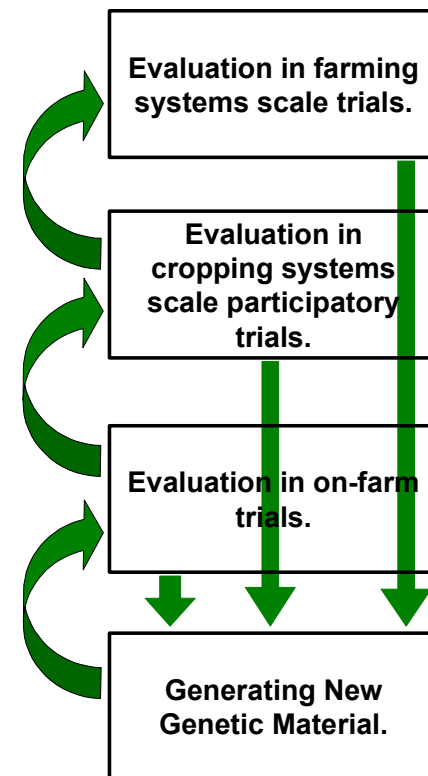 Evaluation in farming
systems scale trials.
Evaluation in
cropping systems
scale participatory
trials.
Evaluation in on-farm
trials.
Generating New
Genetic Material.